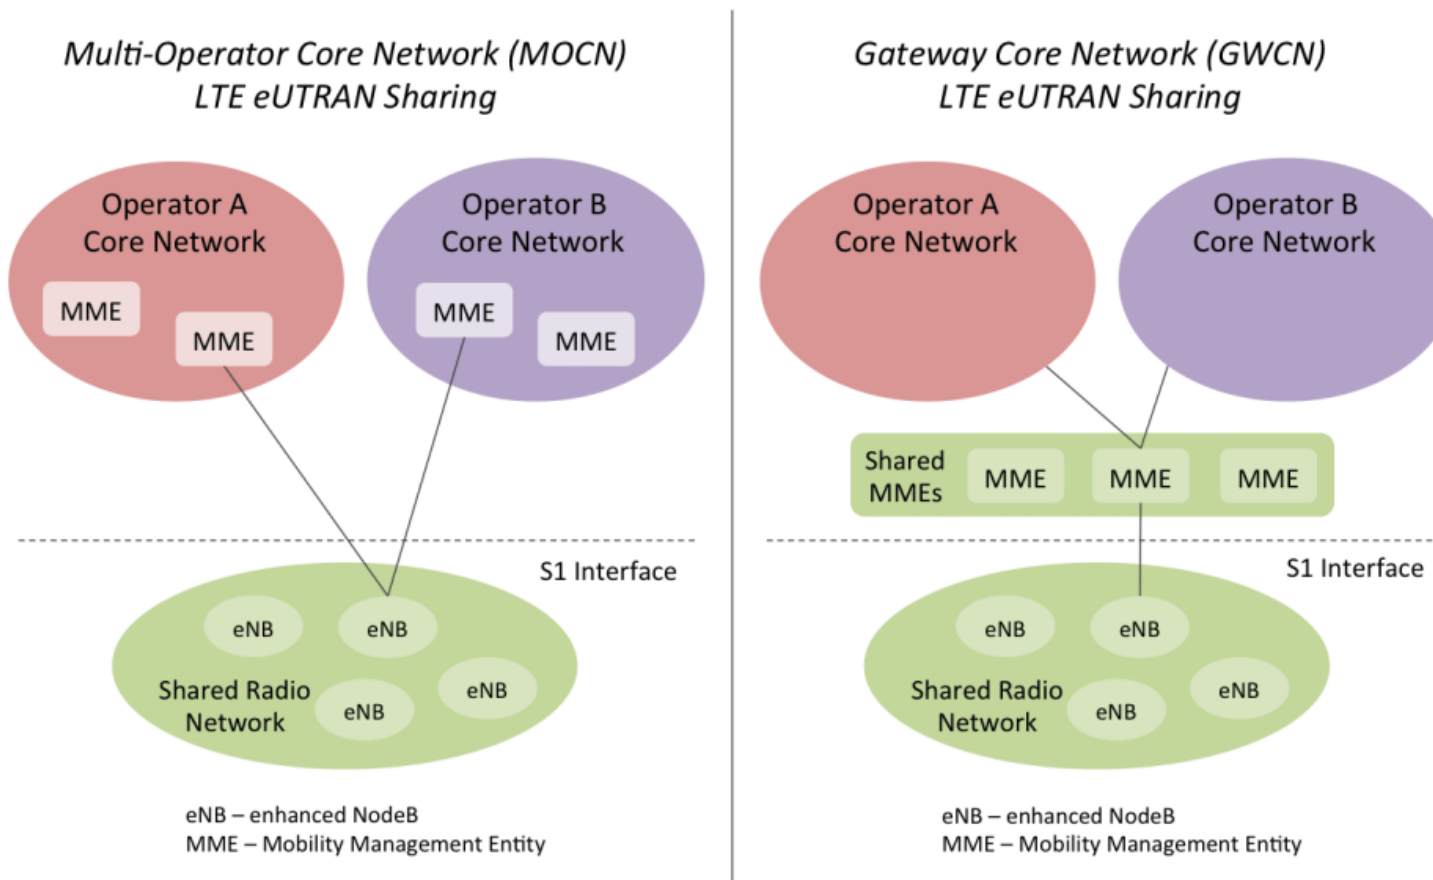 Multi-Operator Core Network (MOCN)
LTE eUTRAN Sharing
Operator A
Core Network
MME
MME
Operator B
Core Network
MME
MME
S1 Interface
eNB
eNB
eNB
eNB
Shared Radio
Network
eNB – enhanced NodeB
MME – Mobility Management Entity
Gateway Core Network (GWCN)
LTE eUTRAN Sharing
Operator A
Core Network
Operator B
Core Network
Shared
MMEs
MME
MME
MME
S1 Interface
eNB
eNB
eNB
eNB
Shared Radio
Network
eNB – enhanced NodeB
MME – Mobility Management Entity